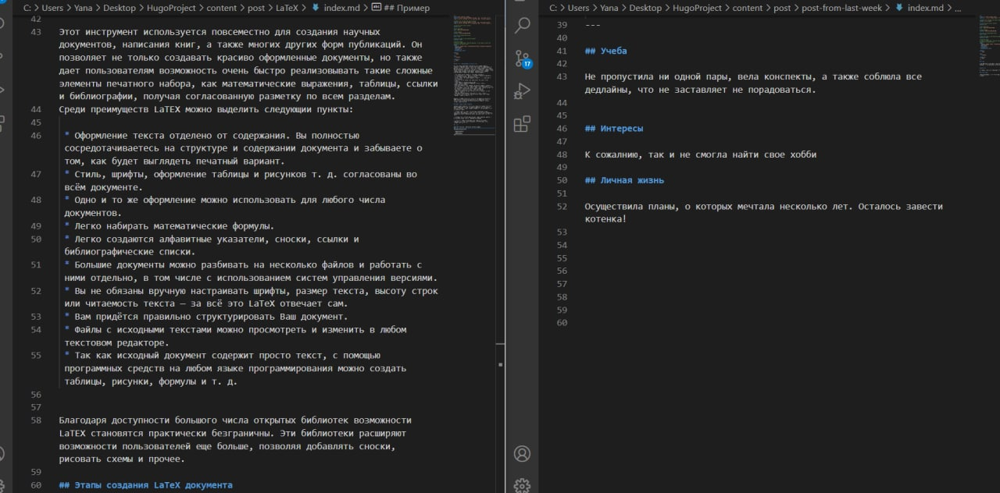 C: > Users > Yana > Desktop > HugoProject > content > post > LaTeX > index.md > ## Пример
42
43 Этот инструмент используется повсеместно для создания научных
документов, написания книг, а также многих других форм публикаций. Он
позволяет не только создавать красиво оформленные документы, но также
дает пользователям возможность очень быстро реализовывать такие сложные
элементы печатного набора, как математические выражения, таблицы, ссылки
и библиографии, получая согласованную разметку по всем разделам.
44 Среди преимуществ LaTEX можно выделить следующии пункты:
45
46 * Оформление текста отделено от содержания. Вы полностью
сосредотачиветесь на структуре и содержании документа и забываете о
том, как будет выглядеть печатный вариант.
47 * Стиль, шрифты, оформление таблицы и рисунков т. д. согласованы во
всём документе.
48 * Одно и то же оформление можно использовать для любого числа
документов.
49 * Легко набирать математические формулы.
50 * Легко создаются алфавитные указатели, сноски, ссылки и
библиографические списки.
51 * Большие документы можно разбивать на несколько файлов и работать с
ними отдельно, в том числе с использованием систем управления версиями.
52 * Вы не обязаны вручную настраивать шрифты, размер текста, высоту строк
или читаемость текста — за всё это LaTeX отвечает сам.
53 * Вам придётся правильно структурировать Ваш документ.
54 * Файлы с исходными текстами можно просмотреть и изменить в любом
текстовом редакторе.
55 * Так как исходный документ содержит просто текст, с помощью
программных средств на любом языке программирования можно создать
таблицы, рисунки, формулы и т. д.
56
57
58 Благодаря доступности большого числа открытых библиотек возможности
LaTEX становятся практически безграничны. Эти библиотеки расширяют
возможности пользователей еще больше, позволяя добавлять сноски,
рисовать схемы и прочее.
59
60 ## Этапы создания LaTeX документа
17
C: > Users > Yana > Desktop > HugoProject > content > post > post-from-last-week > index.md > ...
39 ---
40
41 ## Учеба
42
43 Не пропустила ни одной пары, вела конспекты, а также соблюла все
дедлайны, что не заставляет не порадоваться.
44
45
46 ## Интересы
47
48 К сожалнию, так и не смогла найти свое хобби
49
50 ## Личная жизнь
51
52 Осуществила планы, о которых мечтала несколько лет. Осталось завести
котенка!
53
54
55
56
57
58
59
60